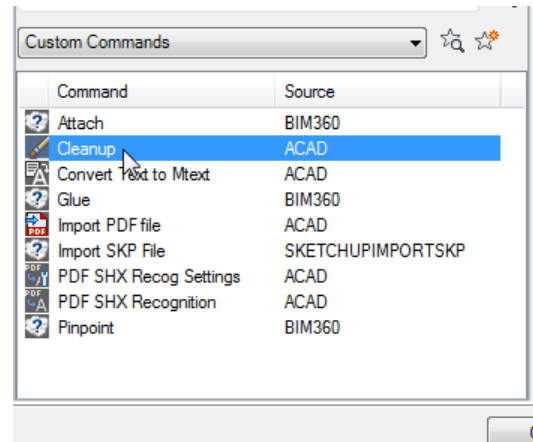 Custom Commands
Command Source
Attach BIM360
Cleanup ACAD
Convert Text to Mtext ACAD
Glue BIM360
Import PDF file ACAD
Import SKP File SKETCHUPIMPORTSKP
PDF SHX Recog Settings ACAD
PDF SHX Recognition ACAD
Pinpoint BIM360